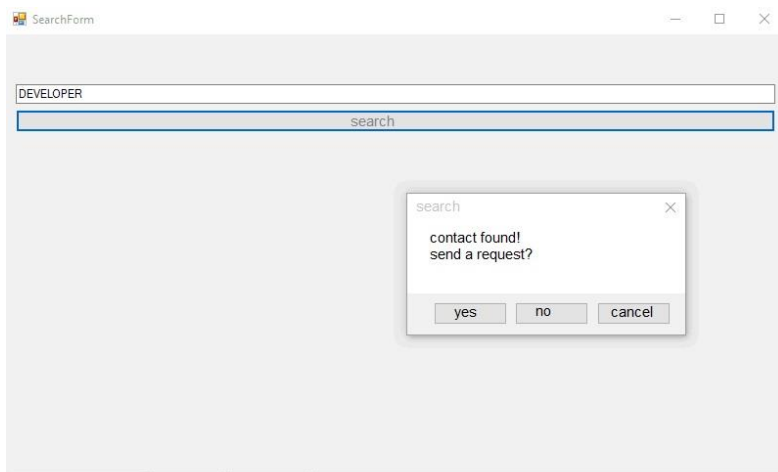 SearchForm
DEVELOPER
search
search
contact found!
send a request?
yes no cancel